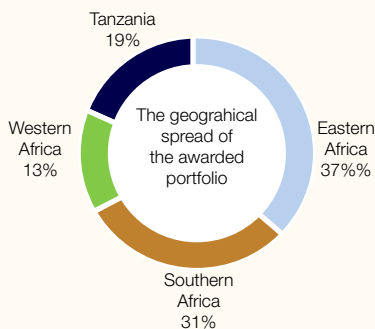 Tanzania
19%
The geograhical
spread of
the awarded
portfolio
Western
Africa
13%
Eastern
Africa
37%%
Southern
Africa
31%